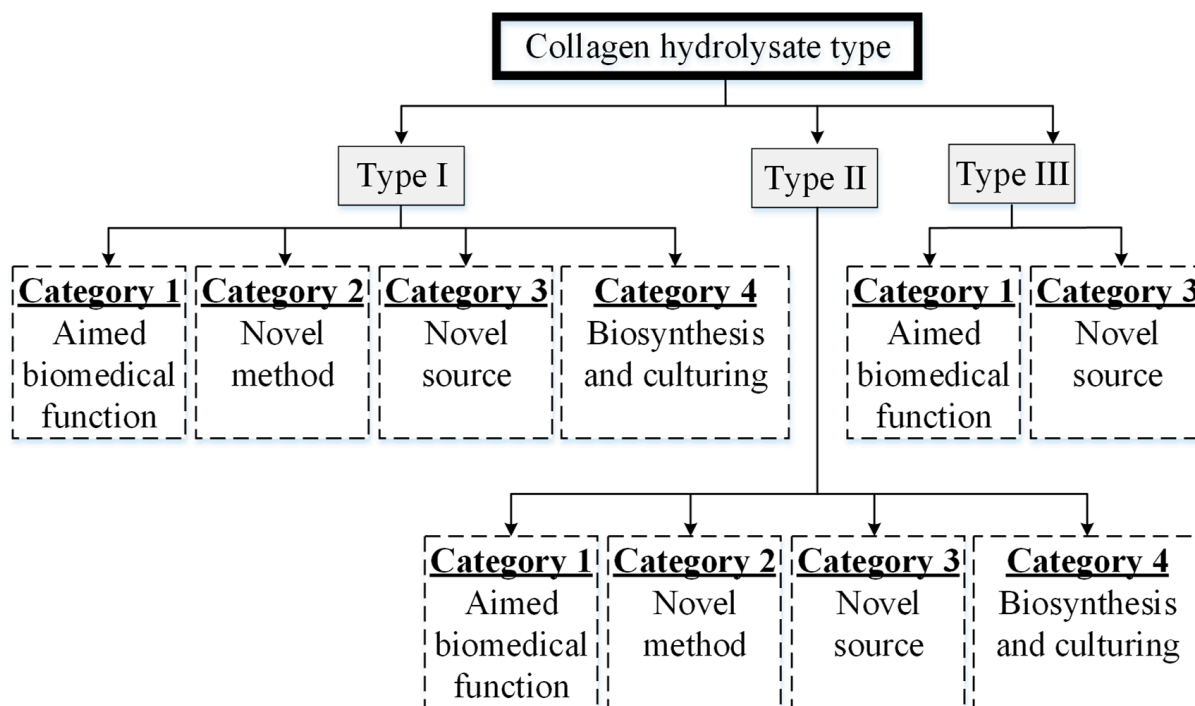 Collagen hydrolysate type
Type I
Type II
Type III
Category 1
Aimed
biomedical
function
Category 2
Novel
method
Category 3
Novel
source
Category 4
Biosynthesis
and culturing
Category 1
Aimed
biomedical
function
Category 3
Novel
source
Category 1
Aimed
biomedical
function
Category 2
Novel
method
Category 3
Novel
source
Category 4
Biosynthesis
and culturing